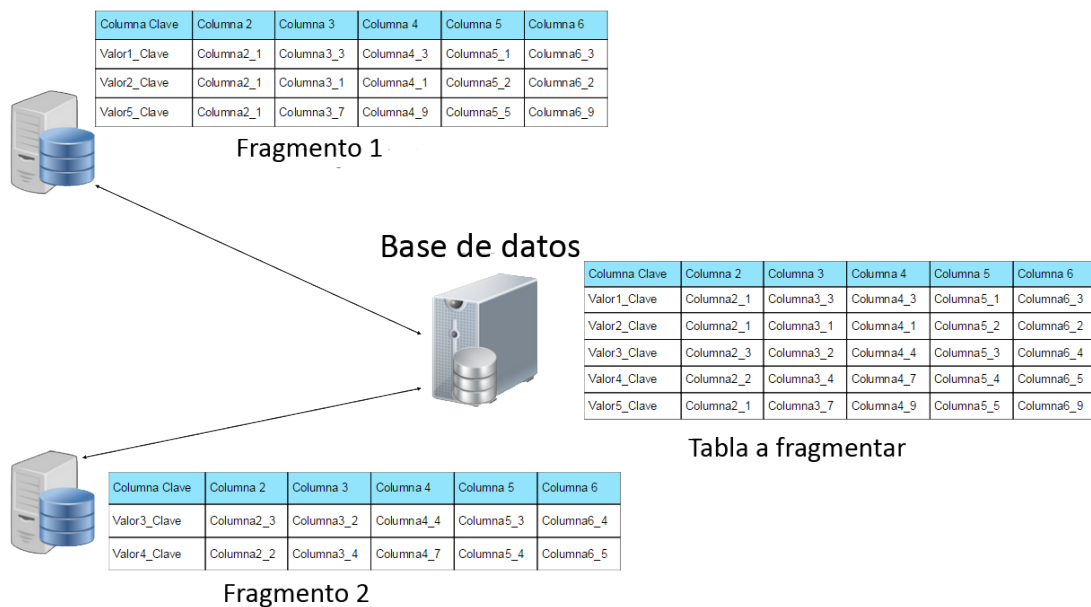 Columna Clave Columna 2 Columna 3 Columna 4 Columna 5 Columna 6
Valor1_Clave Columna2_1 Columna3_3 Columna4_3 Columna5_1 Columna6_3
Valor2_Clave Columna2_1 Columna3_1 Columna4_1 Columna5_2 Columna6_2
Valor5_Clave Columna2_1 Columna3_7 Columna4_9 Columna5_5 Columna6_9
Fragmento 1
Base de datos
Columna Clave Columna 2 Columna 3 Columna 4 Columna 5 Columna 6
Valor1_Clave Columna2_1 Columna3_3 Columna4_3 Columna5_1 Columna6_3
Valor2_Clave Columna2_1 Columna3_1 Columna4_1 Columna5_2 Columna6_2
Valor3_Clave Columna2_3 Columna3_2 Columna4_4 Columna5_3 Columna6_4
Valor4_Clave Columna2_2 Columna3_4 Columna4_7 Columna5_4 Columna6_5
Valor5_Clave Columna2_1 Columna3_7 Columna4_9 Columna5_5 Columna6_9
Tabla a fragmentar
Columna Clave Columna 2 Columna 3 Columna 4 Columna 5 Columna 6
Valor3_Clave Columna2_3 Columna3_2 Columna4_4 Columna5_3 Columna6_4
Valor4_Clave Columna2_2 Columna3_4 Columna4_7 Columna5_4 Columna6_5
Fragmento 2